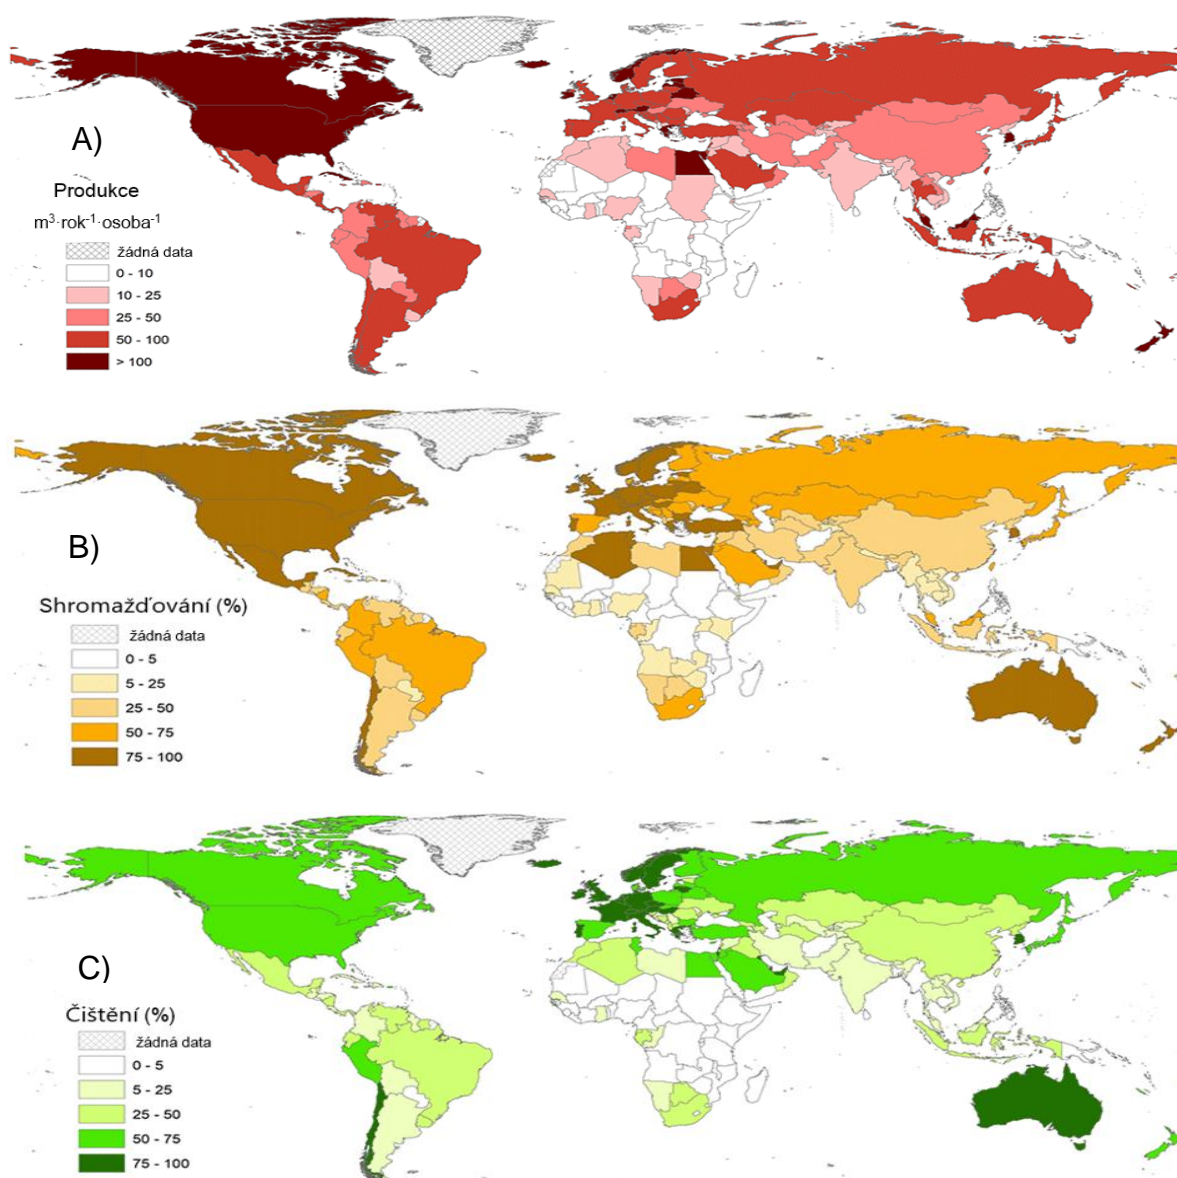 A)
Produkce
m³·rok⁻¹·osoba⁻¹
žádná data
0 - 10
10 - 25
25 - 50
50 - 100
> 100
B)
Shromažďování (%)
žádná data
0 - 5
5 - 25
25 - 50
50 - 75
75 - 100
C)
Čištění (%)
žádná data
0 - 5
5 - 25
25 - 50
50 - 75
75 - 100